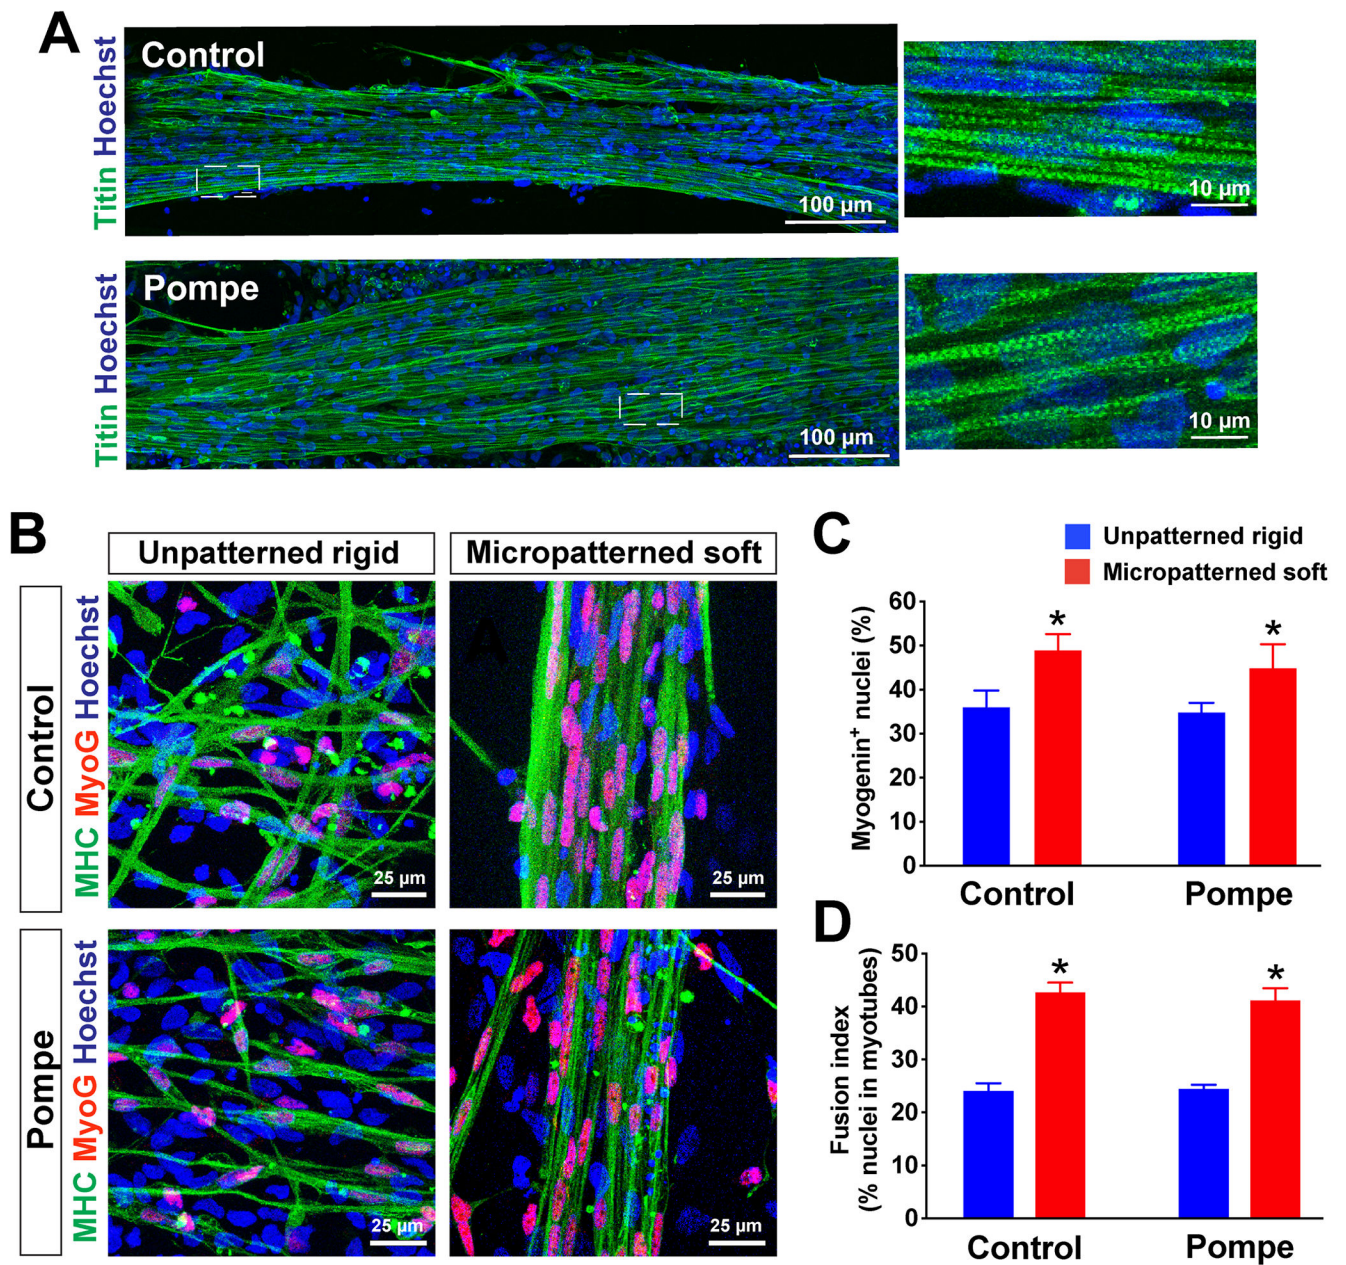 A
Titin Hoechst
Control
100 µm
10 µm
Titin Hoechst
Pompe
100 µm
10 µm
B
Unpatterned rigid
Micropatterned soft
Control
MHC MyoG Hoechst
A
25 µm
25 µm
Pompe
MHC MyoG Hoechst
25 µm
25 µm
C
Unpatterned rigid
Micropatterned soft
Myogenin+ nuclei (%)
60
50
40
30
20
10
0
*
*
Control
Pompe
D
Fusion index
(% nuclei in myotubes)
50
40
30
20
10
0
*
*
Control
Pompe